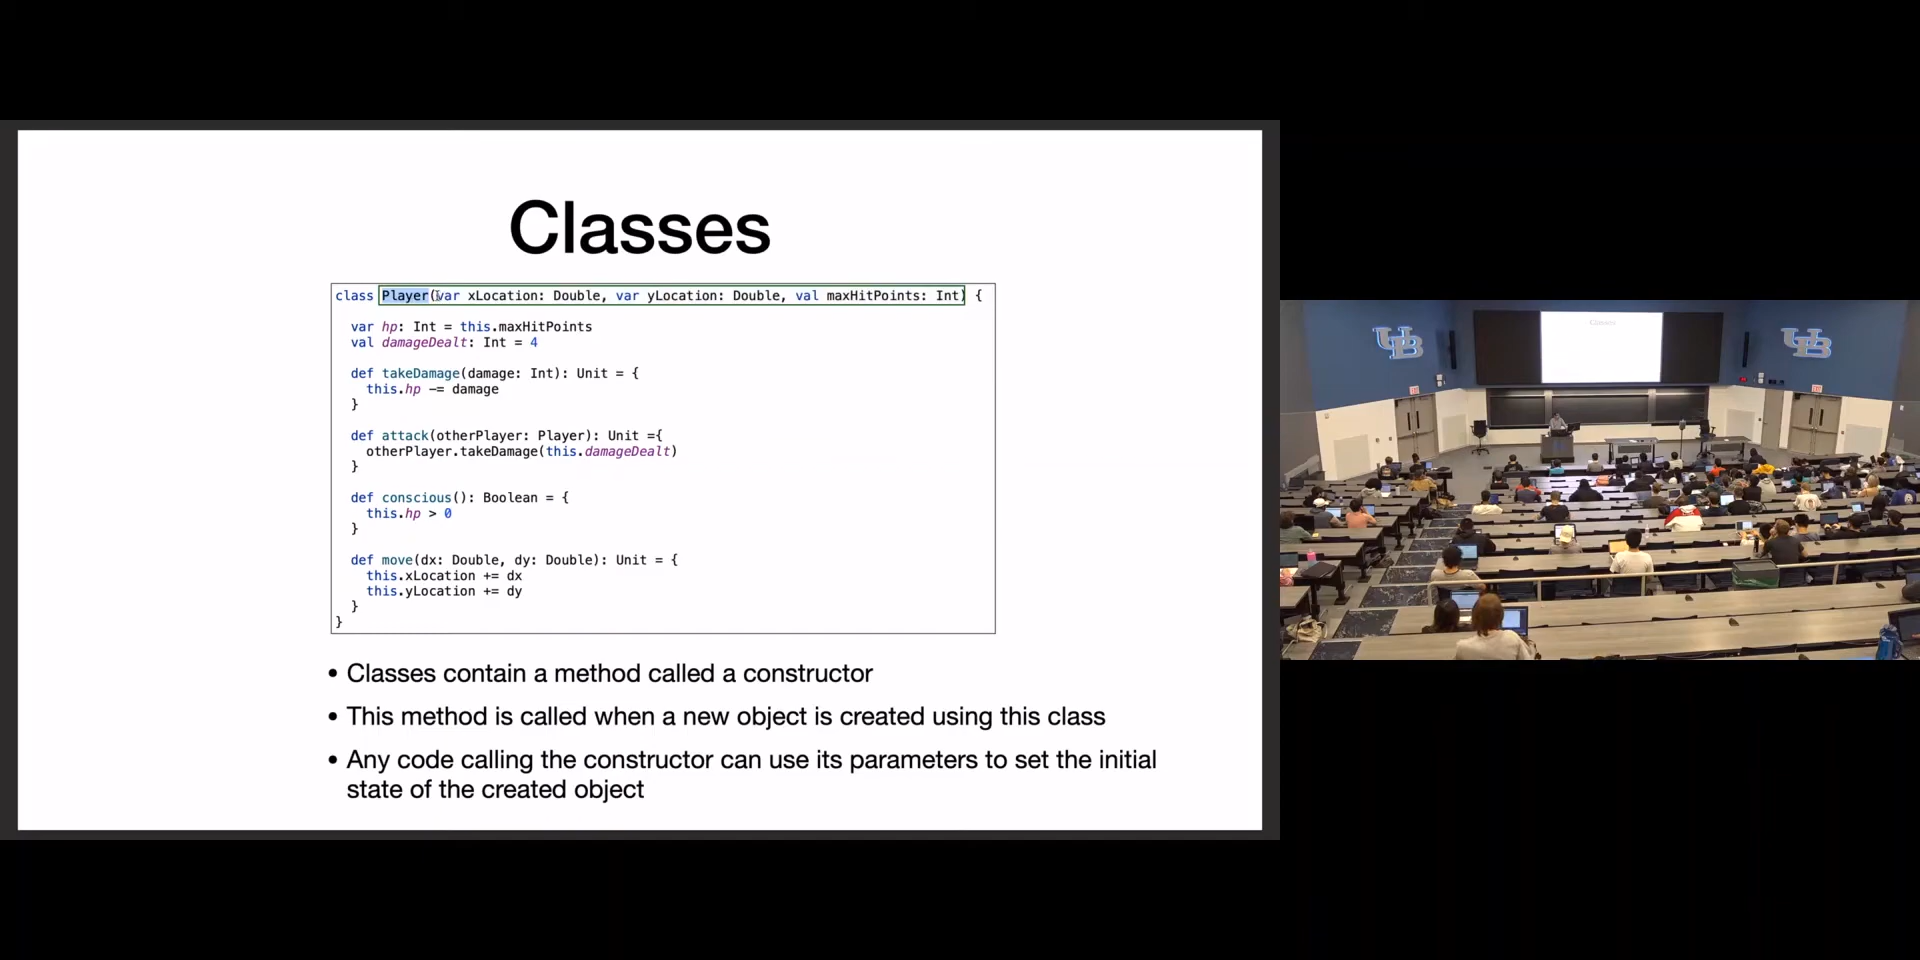 Classes
class Player(var xLocation: Double, var yLocation: Double, val maxHitPoints: Int) {
var hp: Int = this.maxHitPoints
val damageDealt: Int = 4
def takeDamage(damage: Int): Unit = {
this.hp -= damage
}
def attack(otherPlayer: Player): Unit ={
otherPlayer.takeDamage(this.damageDealt)
}
def conscious(): Boolean = {
this.hp > 0
}
def move(dx: Double, dy: Double): Unit = {
this.xLocation += dx
this.yLocation += dy
}
}
• Classes contain a method called a constructor
• This method is called when a new object is created using this class
• Any code calling the constructor can use its parameters to set the initial
state of the created object
UB
Classes
UB